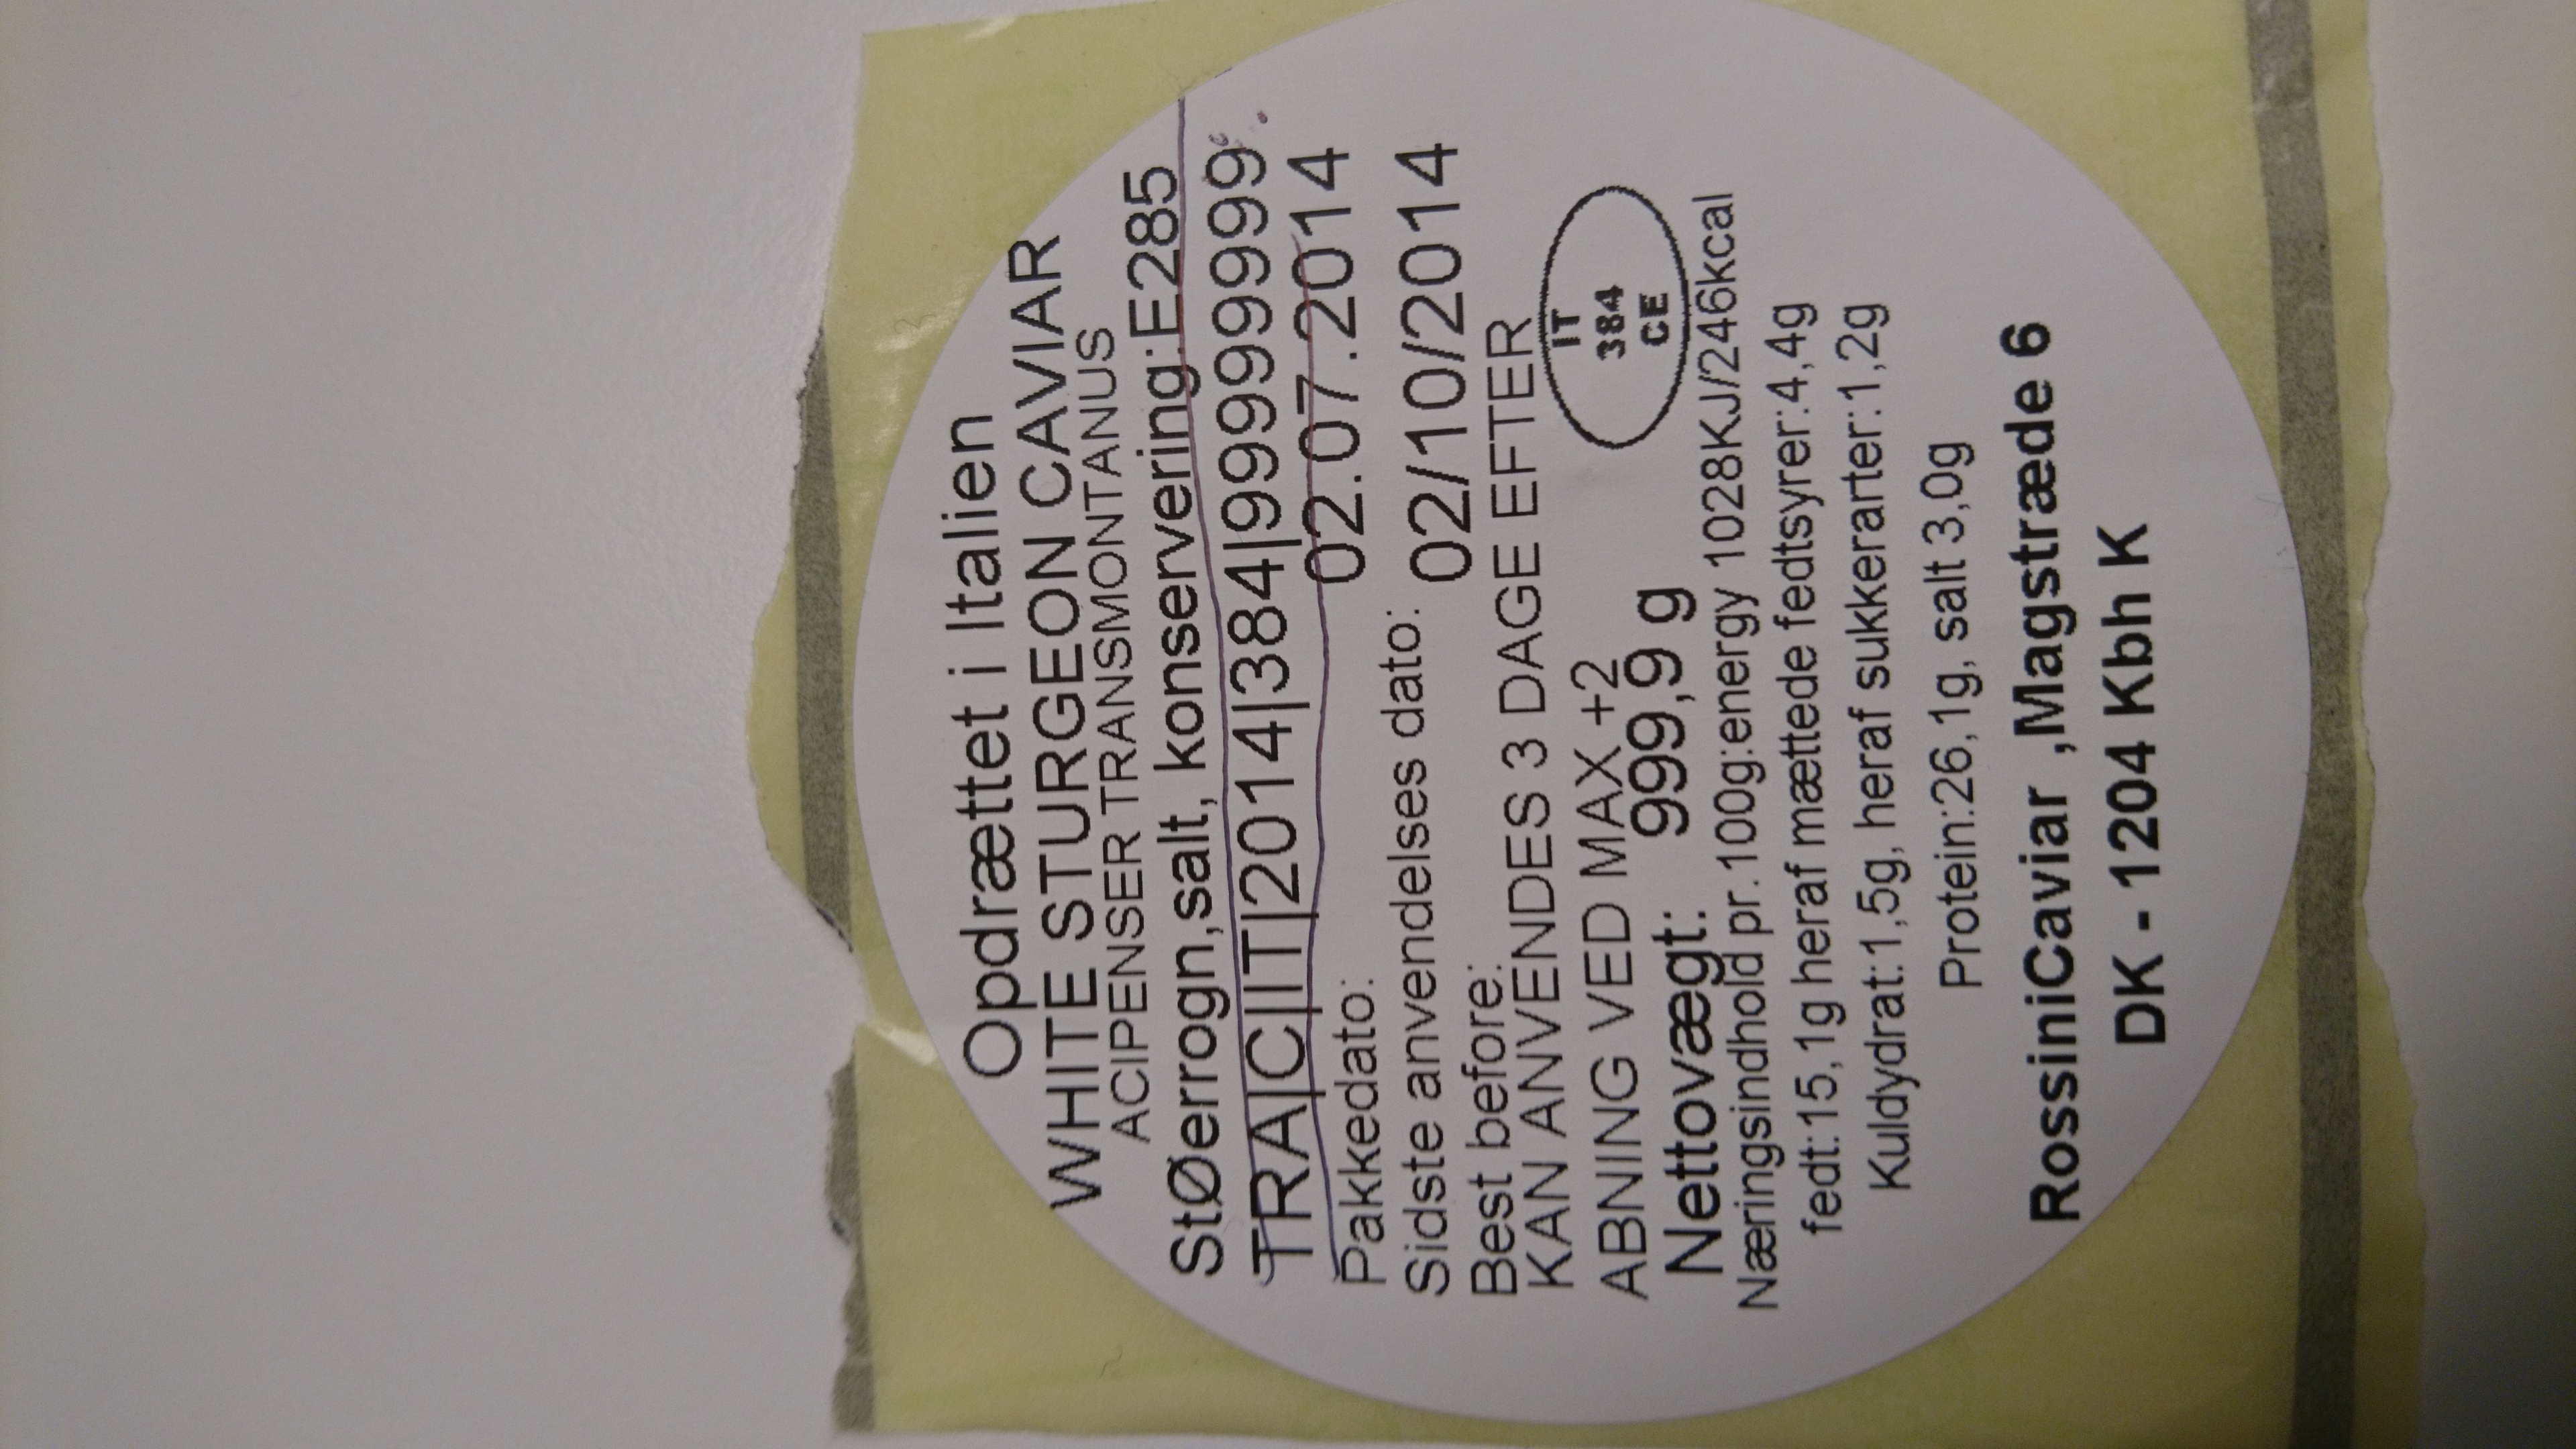 Opdrættet i Italien
WHITE STURGEON CAVIAR
ACIPENSER TRANSMONTANUS
StØerrogn,salt, konservering:E285
TRA|C|IT|2014|384|99999999
Pakkedato: 02.07.2014
Sidste anvendelses dato: 02/10/2014
Best before:
KAN ANVENDES 3 DAGE EFTER
ABNING VED MAX +2
IT
384
CE
Nettovægt: 999,9 g
Næringsindhold pr.100g:energy 1028KJ/246kcal
fedt:15,1g heraf mættede fedtsyrer:4,4g
Kuldydrat:1,5g, heraf sukkerarter:1,2g
Protein:26,1g, salt 3,0g
RossiniCaviar ,Magstræde 6
DK - 1204 Kbh K